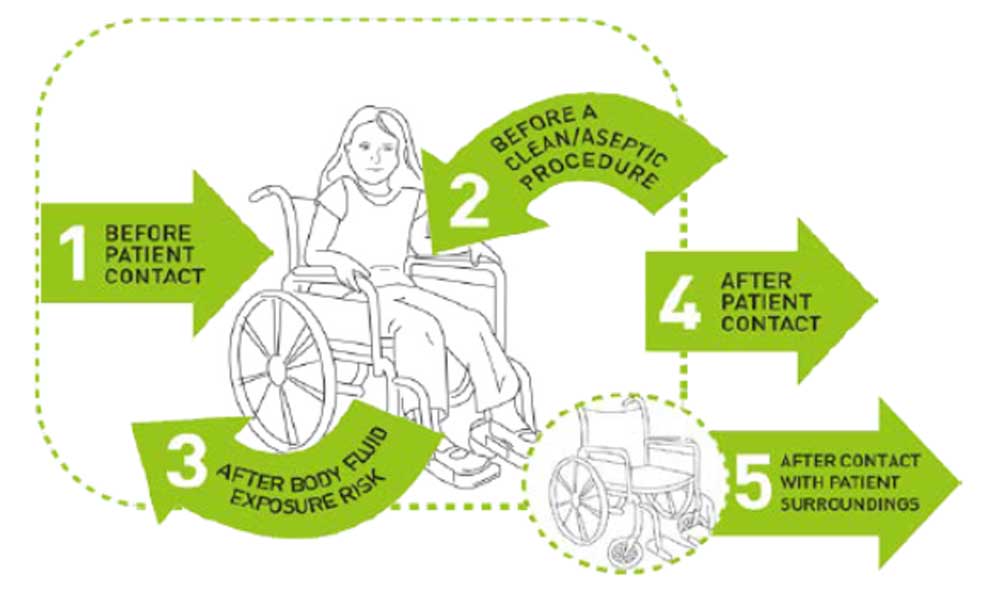 1 BEFORE
PATIENT
CONTACT
2 BEFORE A
CLEAN/ASEPTIC
PROCEDURE
3 AFTER BODY FLUID
EXPOSURE RISK
4 AFTER
PATIENT
CONTACT
5 AFTER CONTACT
WITH PATIENT
SURROUNDINGS